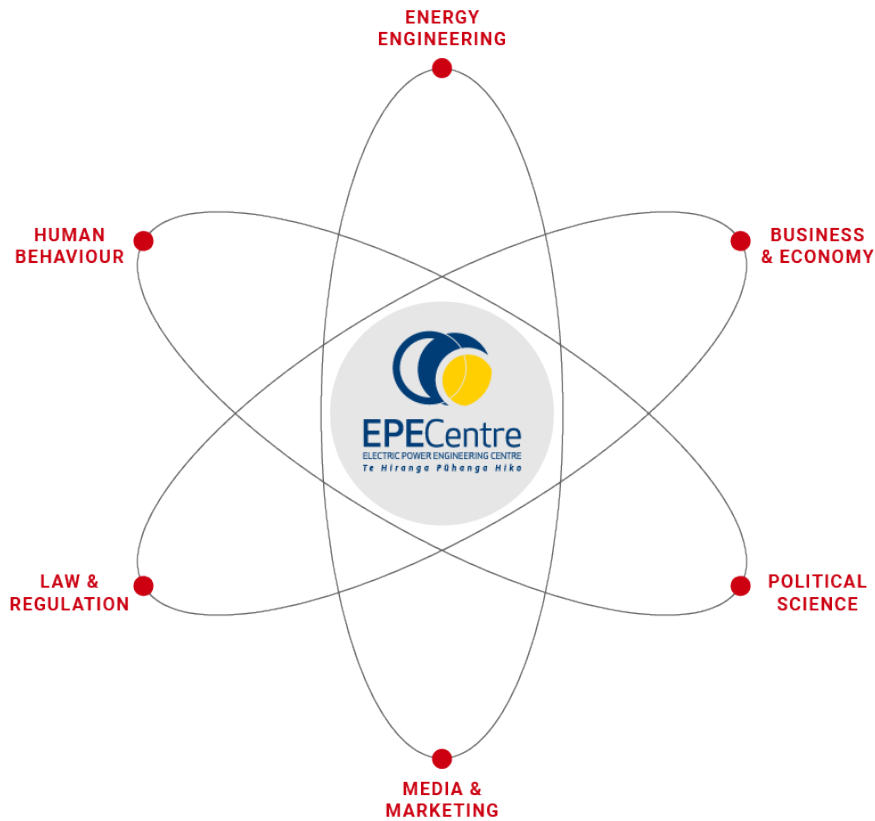 ENERGY
ENGINEERING
HUMAN
BEHAVIOUR
BUSINESS
& ECONOMY
EPECentre
ELECTRIC POWER ENGINEERING CENTRE
Te Hiranga Pūhanga Hiko
LAW &
REGULATION
POLITICAL
SCIENCE
MEDIA &
MARKETING